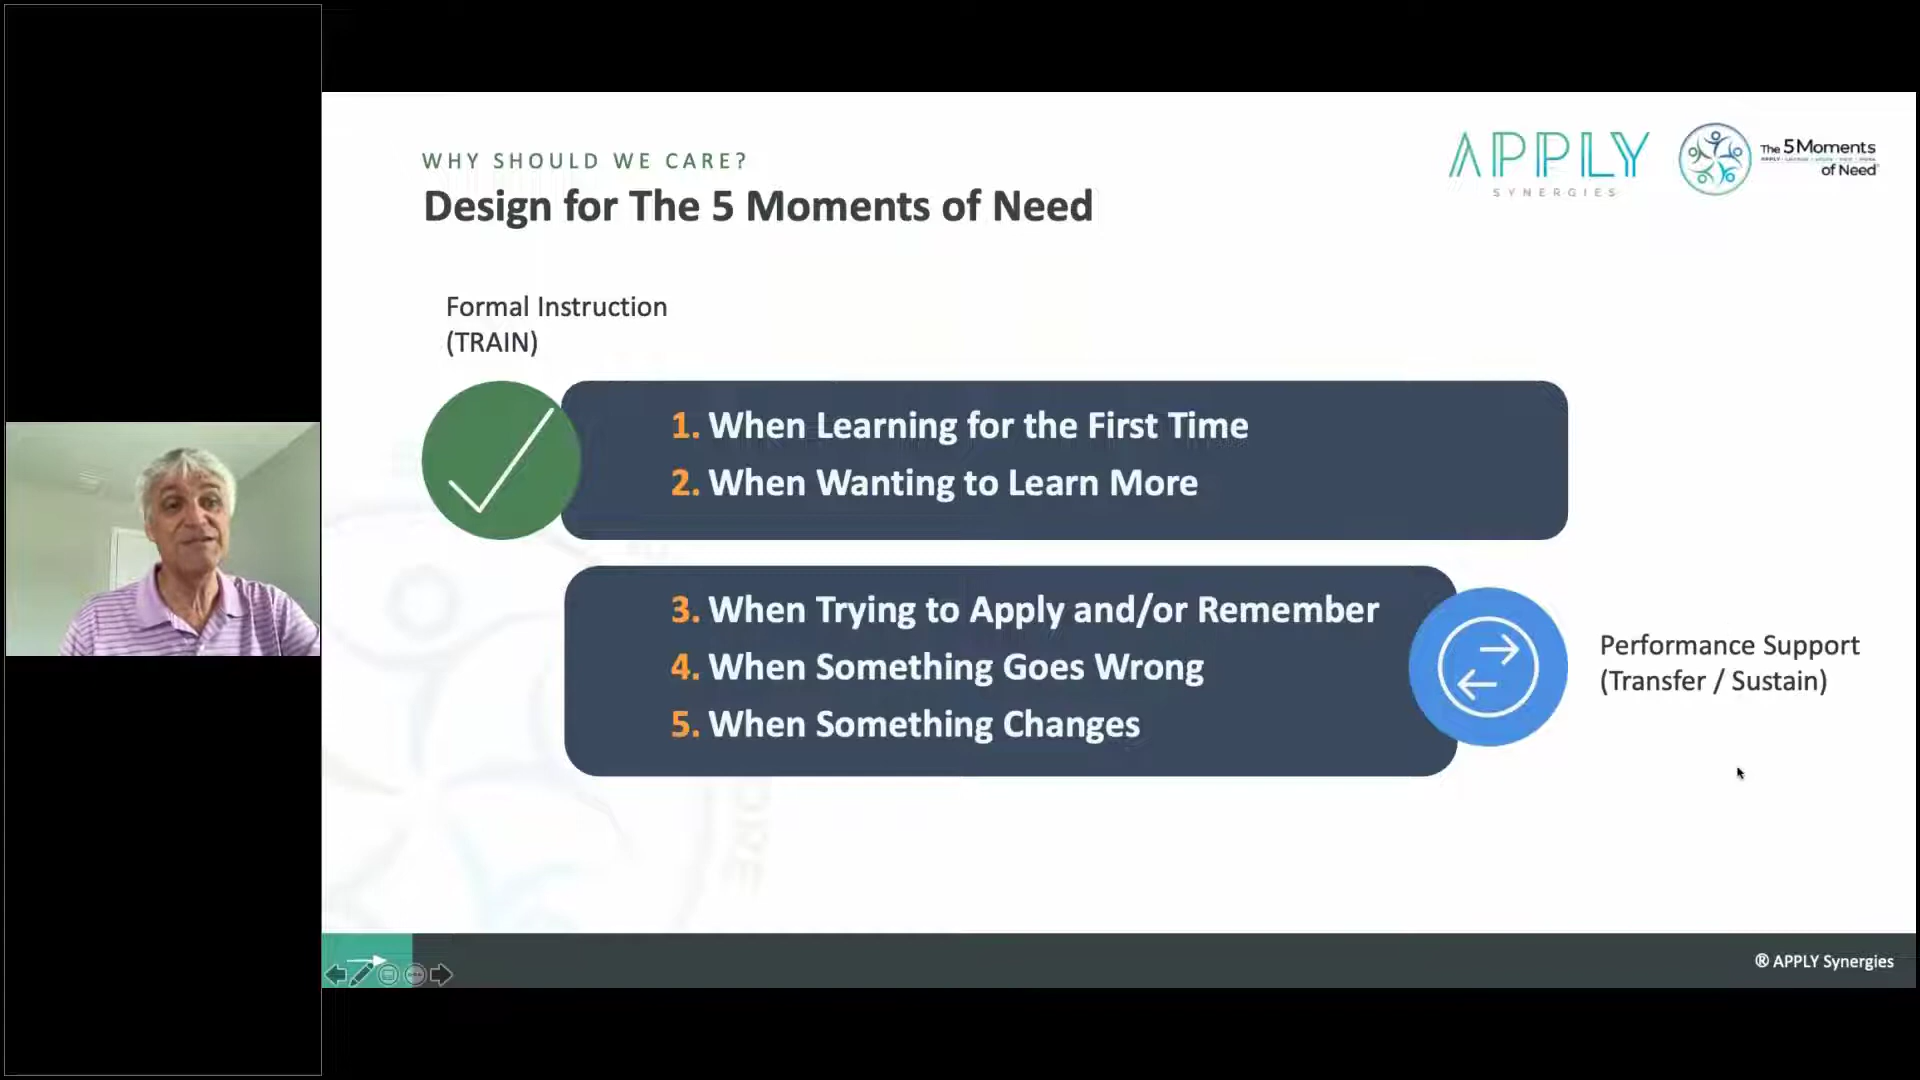 WHY SHOULD WE CARE?
Design for The 5 Moments of Need
APPLY
SYNERGIES
The 5 Moments
of Need
Formal Instruction
(TRAIN)
1. When Learning for the First Time
2. When Wanting to Learn More
3. When Trying to Apply and/or Remember
4. When Something Goes Wrong
5. When Something Changes
Performance Support
(Transfer / Sustain)
® APPLY Synergies